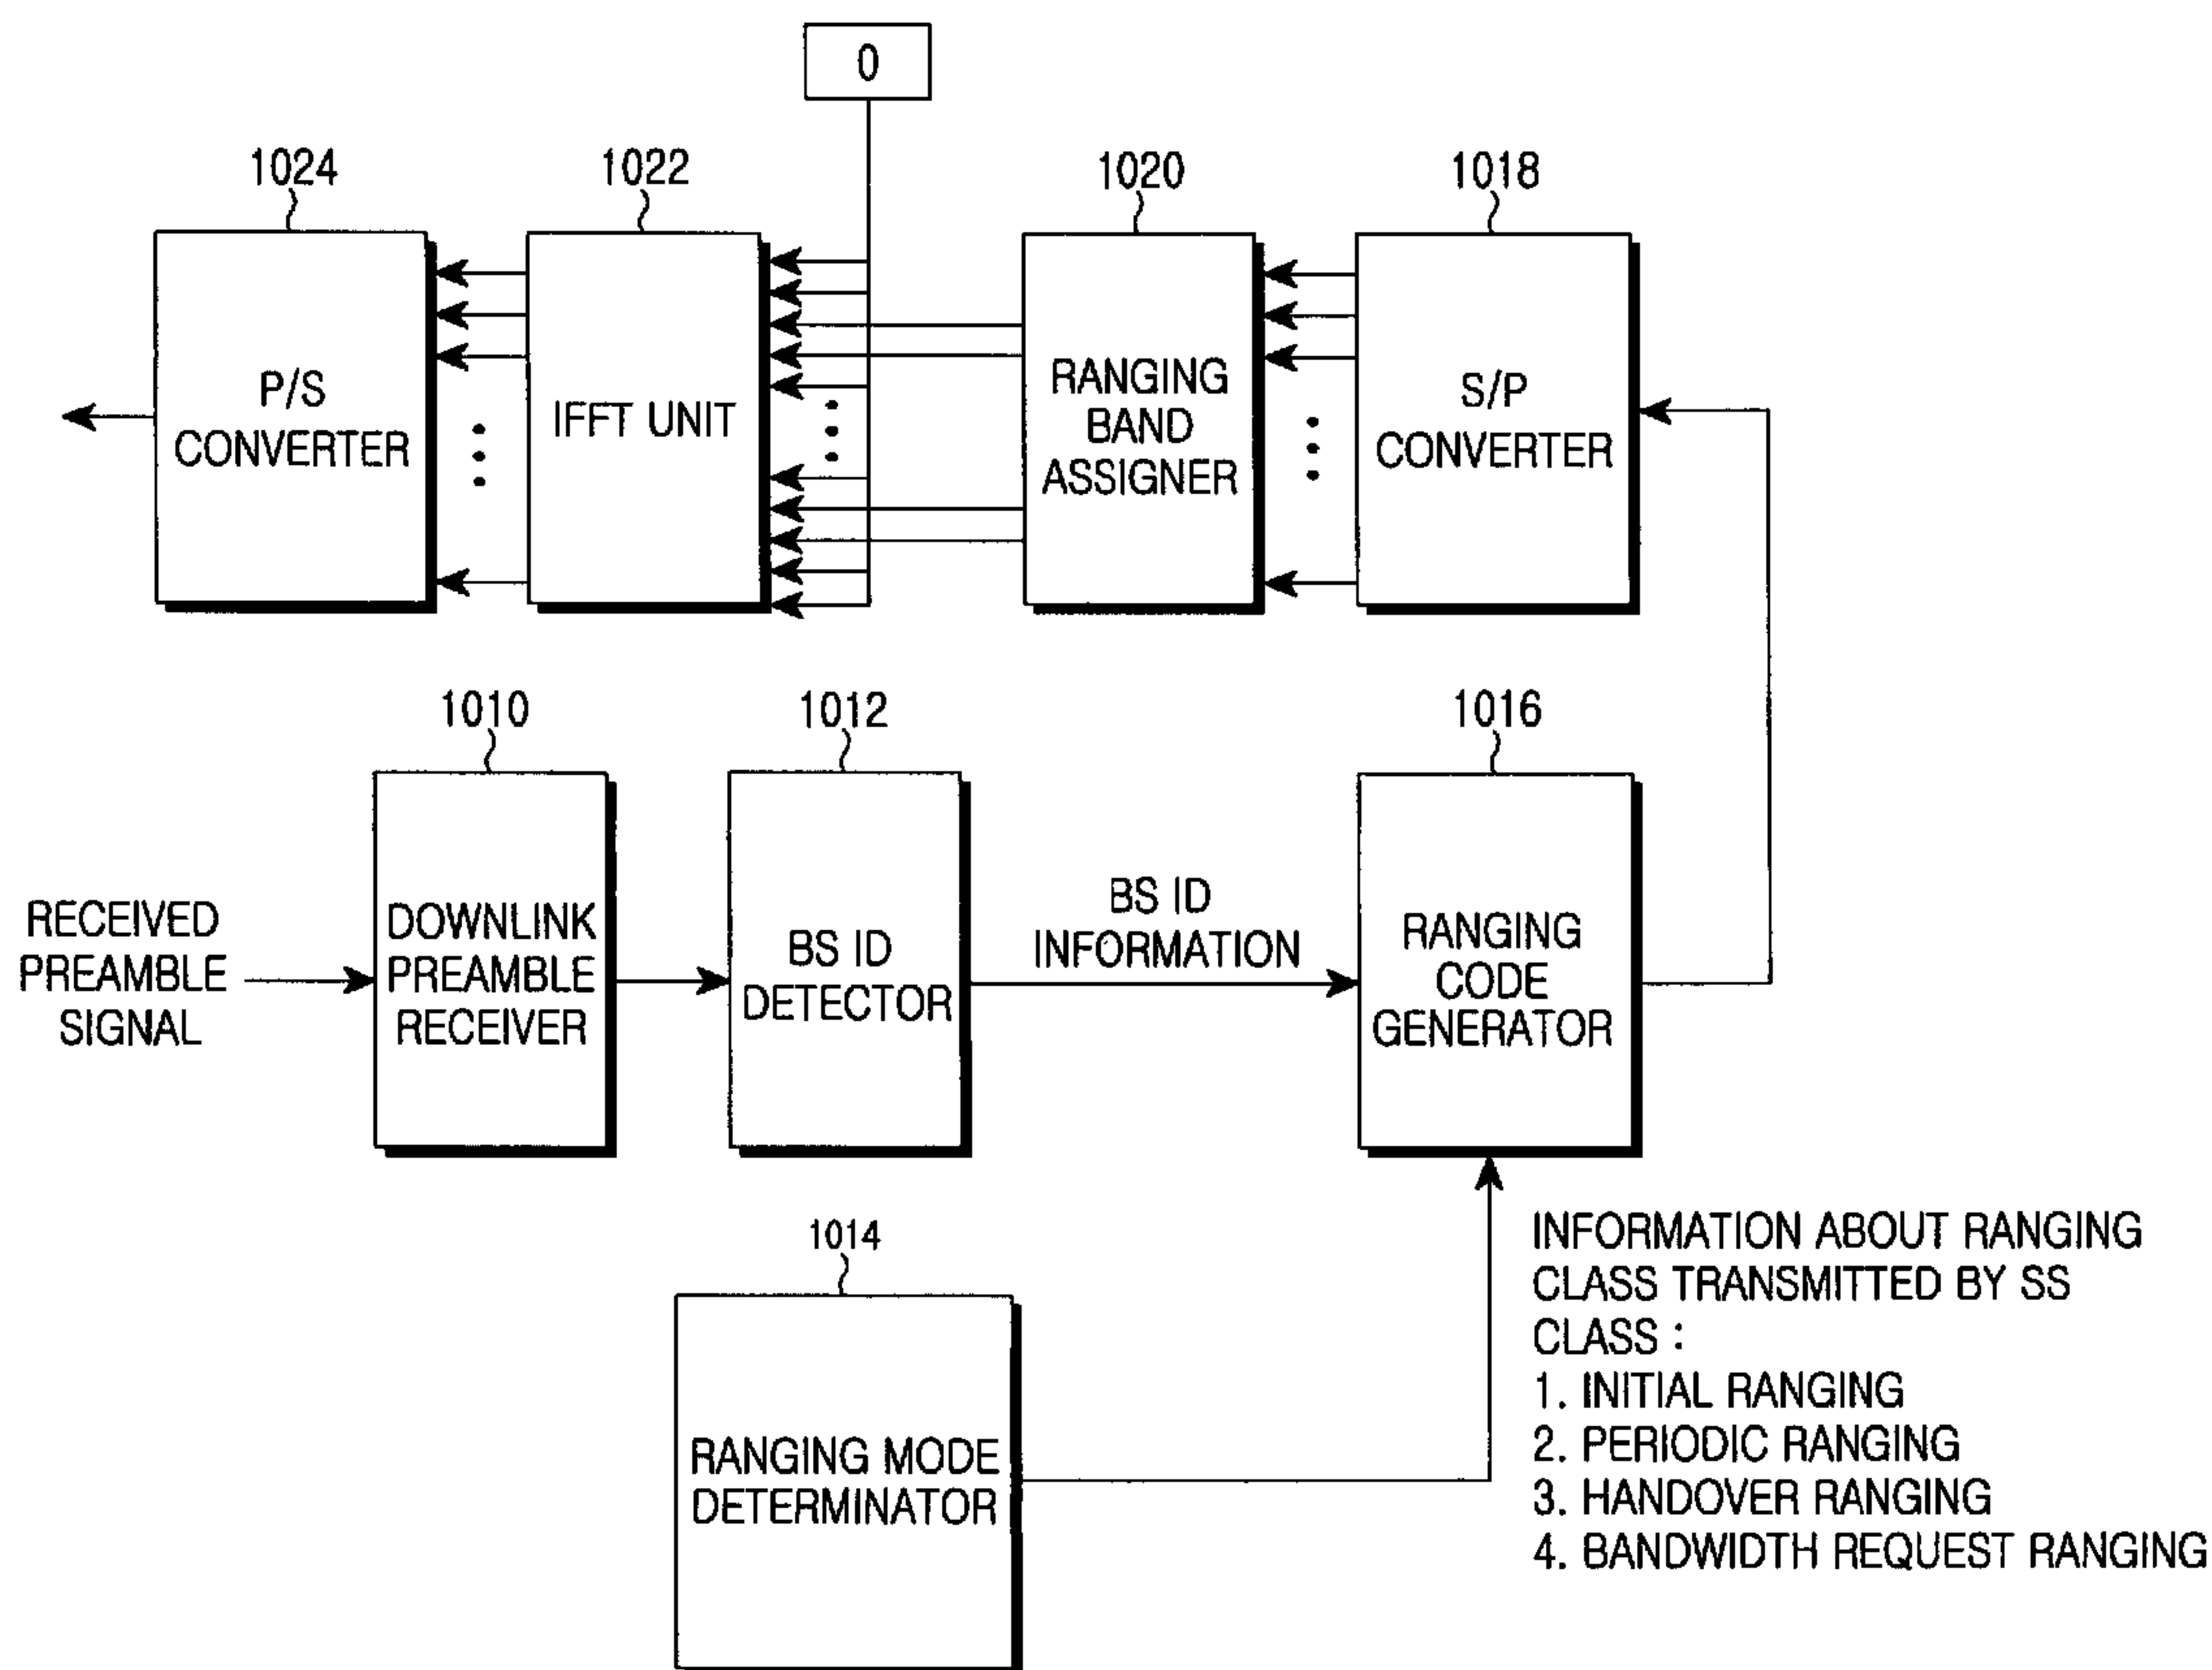 0
1024
1022
1020
1018
P/S
CONVERTER
IFFT UNIT
RANGING
BAND
ASSIGNER
S/P
CONVERTER
1010
1012
1016
RECEIVED
PREAMBLE
SIGNAL
DOWNLINK
PREAMBLE
RECEIVER
BS ID
DETECTOR
BS ID
INFORMATION
RANGING
CODE
GENERATOR
1014
RANGING MODE
DETERMINATOR
INFORMATION ABOUT RANGING
CLASS TRANSMITTED BY SS
CLASS :
1. INITIAL RANGING
2. PERIODIC RANGING
3. HANDOVER RANGING
4. BANDWIDTH REQUEST RANGING